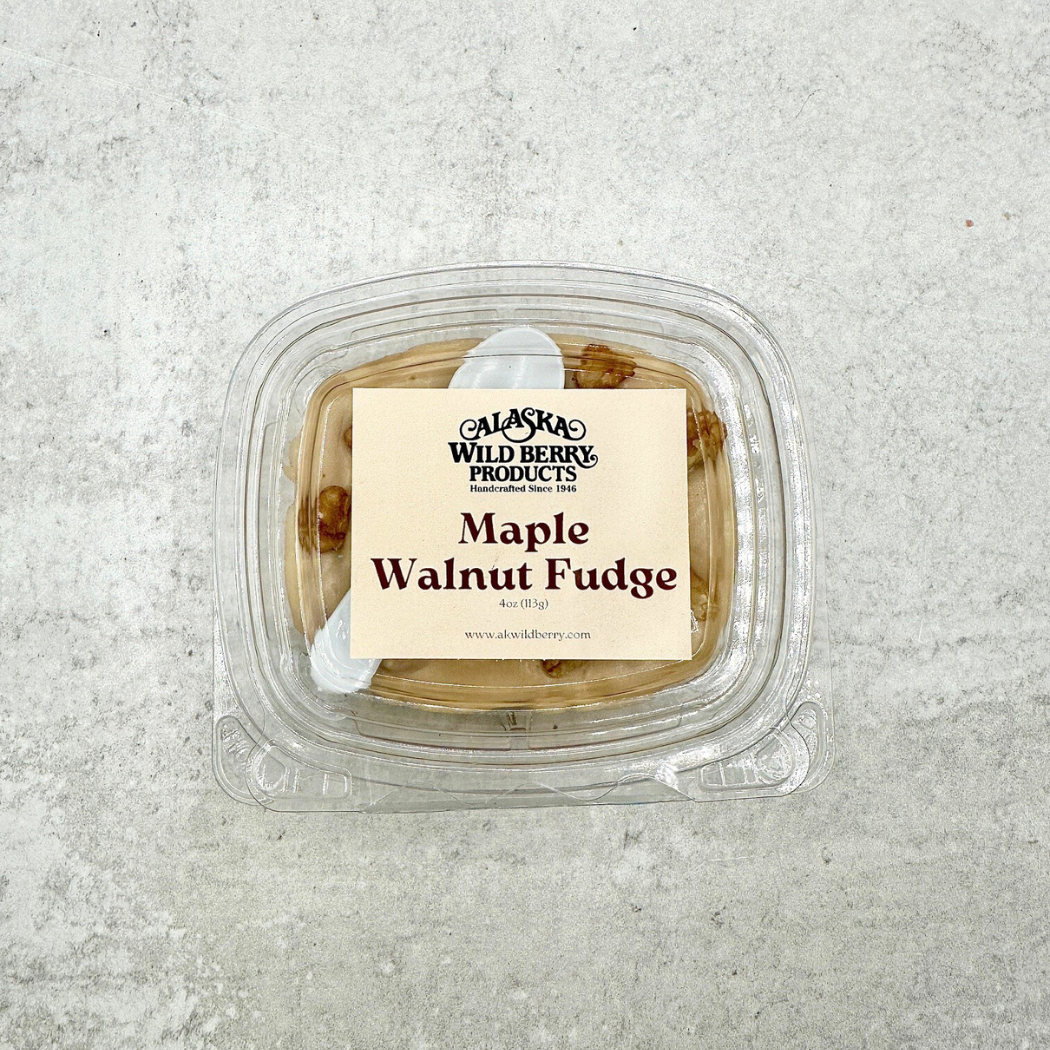 ALASKA
WILD BERRY
PRODUCTS
Handcrafted Since 1946
Maple
Walnut Fudge
4oz (113g)
www.akwildberry.com